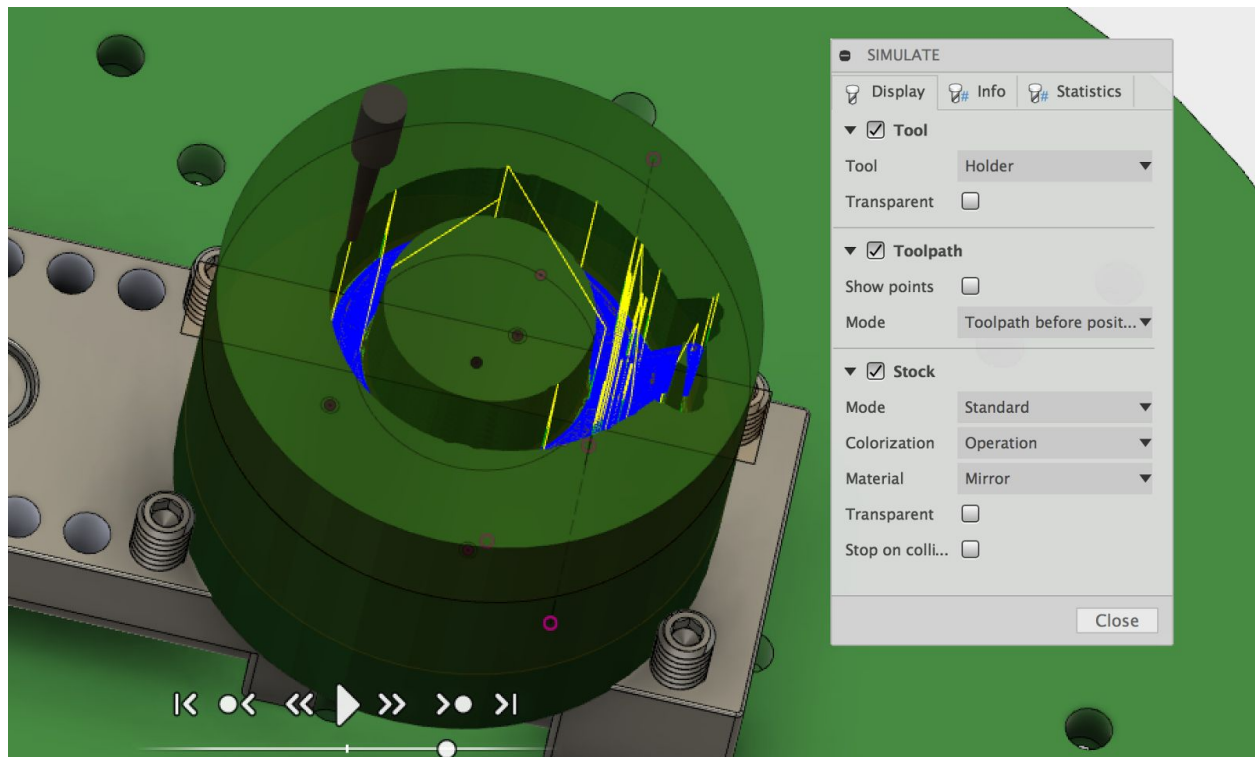 SIMULATE
Display Info Statistics
Tool
Tool Holder
Transparent
Toolpath
Show points
Mode Toolpath before posit...
Stock
Mode Standard
Colorization Operation
Material Mirror
Transparent
Stop on colli...
Close